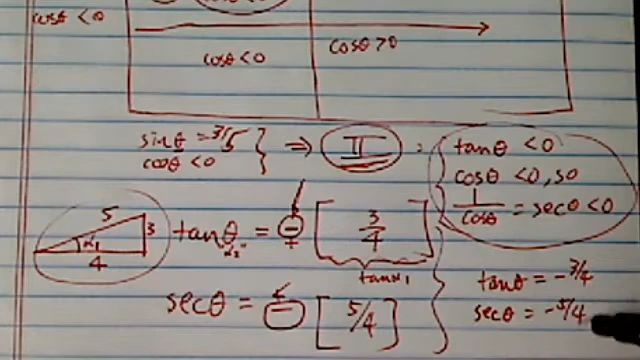 cosθ <0
cosθ <0
cosθ >0
sinθ = 3/5
cosθ <0
} ⇒ II :
tanθ <0
cosθ <0, so
1/cosθ = secθ <0
5
3
4
tanθ = - [3/4]
tanα₁
secθ = - [5/4]
tanθ = -3/4
secθ = -5/4